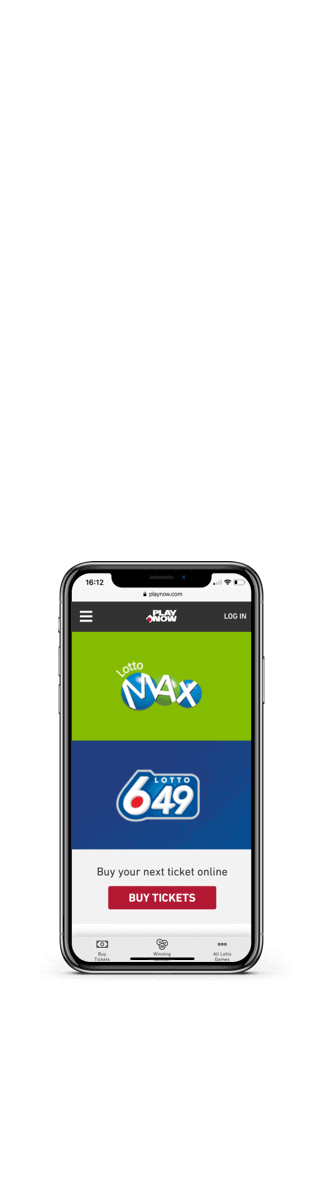 16:12
playnow.com
PLAY NOW
LOG IN
Lotto
MAX
LOTTO
649
Buy your next ticket online
BUY TICKETS
Buy Tickets
Winning
All Lotto Games